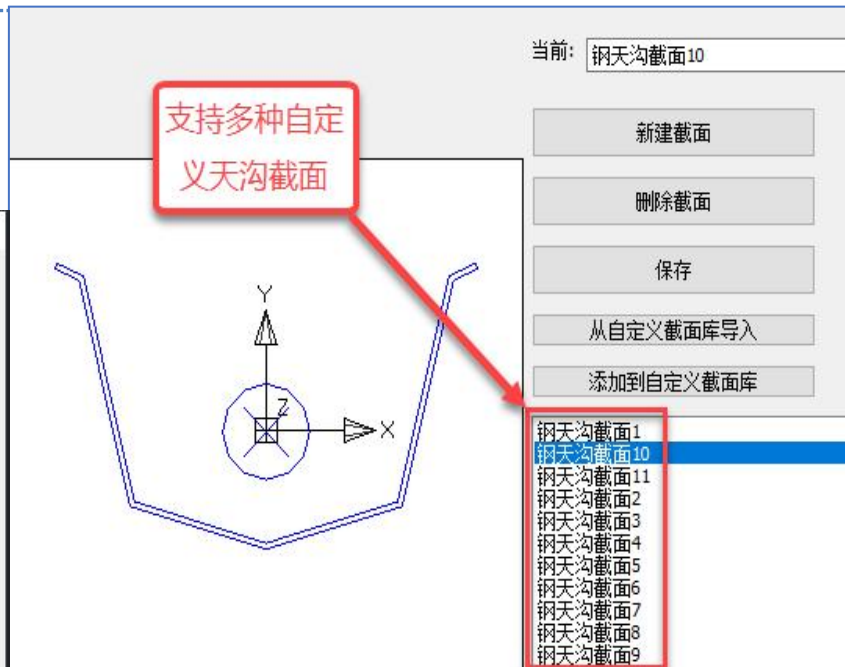 当前:
钢天沟截面10
支持多种自定
义天沟截面
新建截面
删除截面
保存
从自定义截面库导入
添加到自定义截面库
Y
Z
X
钢天沟截面1
钢天沟截面10
钢天沟截面11
钢天沟截面2
钢天沟截面3
钢天沟截面4
钢天沟截面5
钢天沟截面6
钢天沟截面7
钢天沟截面8
钢天沟截面9